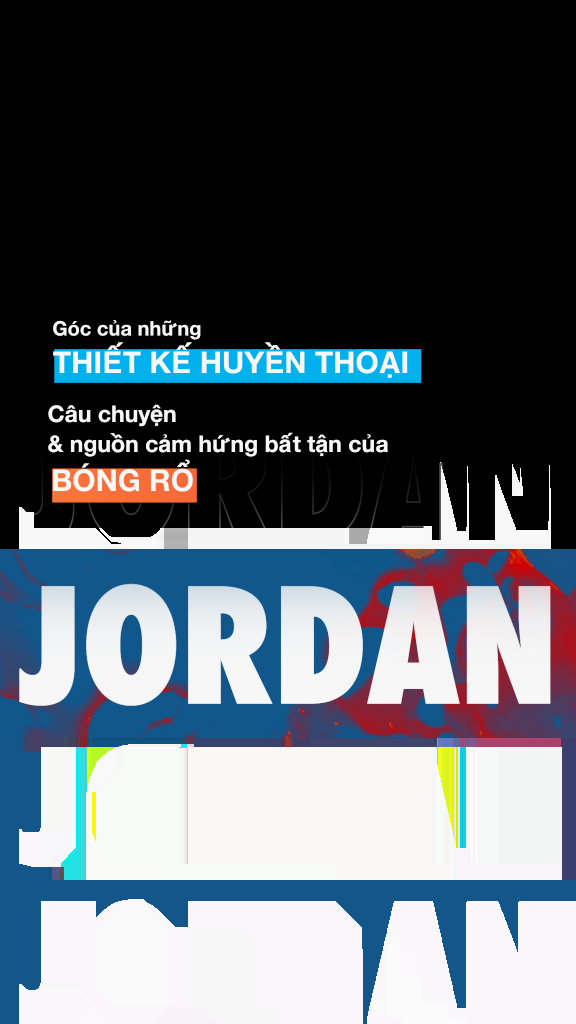 Góc của những
THIẾT KẾ HUYỀN THOẠI
Câu chuyện
& nguồn cảm hứng bất tận của
BÓNG RỔ
JORDAN
JORDAN